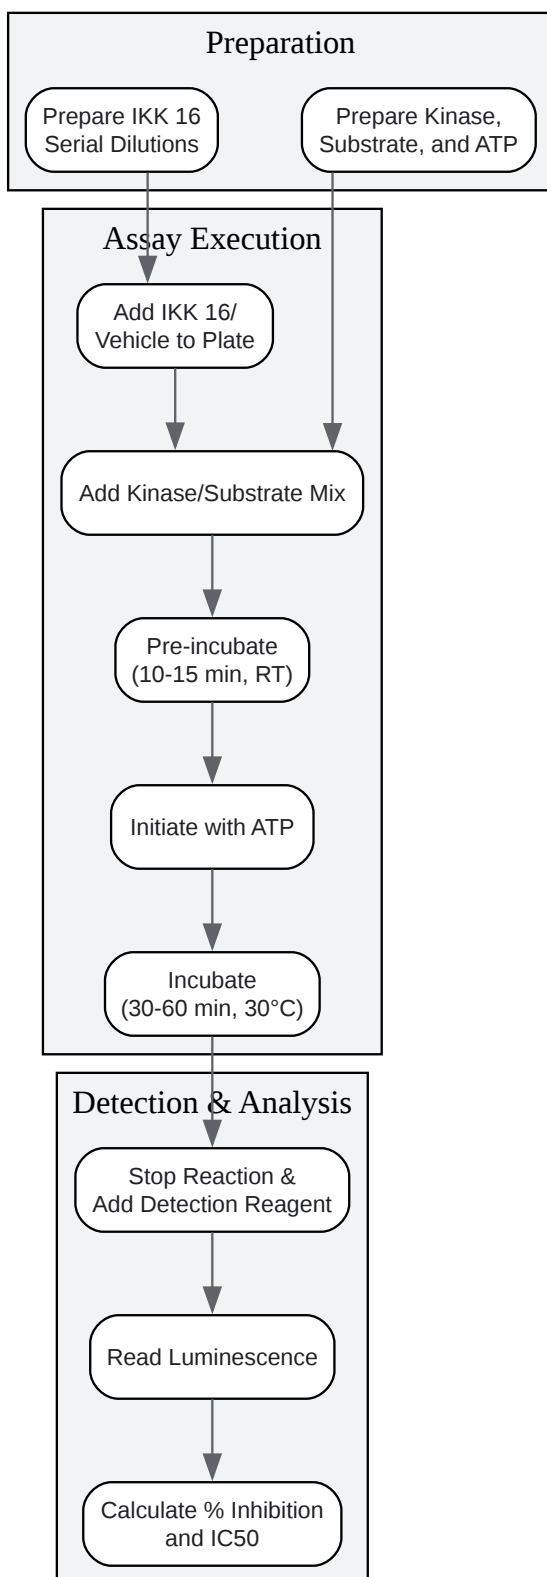 Preparation
Prepare IKK 16
Serial Dilutions
Prepare Kinase,
Substrate, and ATP
Assay Execution
Add IKK 16/
Vehicle to Plate
Add Kinase/Substrate Mix
Pre-incubate
(10-15 min, RT)
Initiate with ATP
Incubate
(30-60 min, 30°C)
Detection & Analysis
Stop Reaction &
Add Detection Reagent
Read Luminescence
Calculate % Inhibition
and IC50